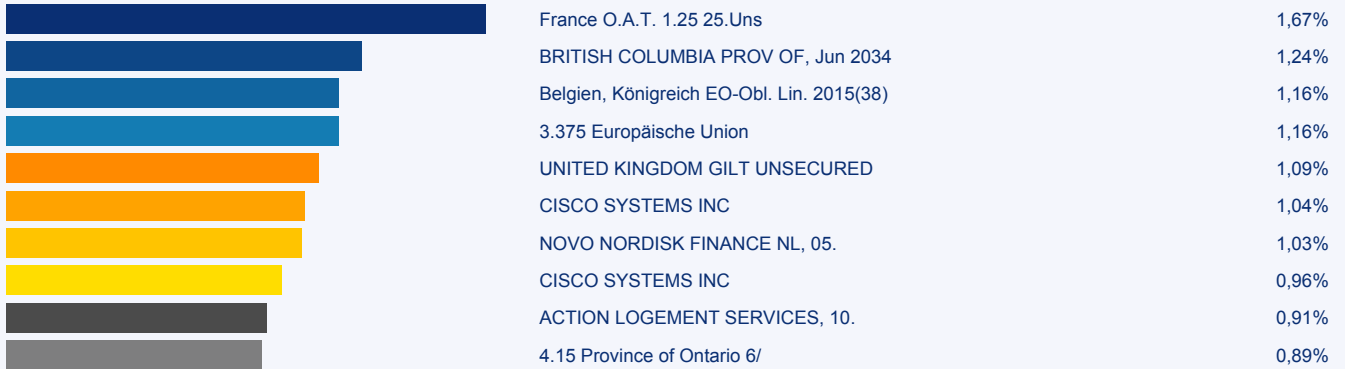 France O.A.T. 1.25 25.Uns 1,67%
BRITISH COLUMBIA PROV OF, Jun 2034 1,24%
Belgien, Königreich EO-Obl. Lin. 2015(38) 1,16%
3.375 Europäische Union 1,16%
UNITED KINGDOM GILT UNSECURED 1,09%
CISCO SYSTEMS INC 1,04%
NOVO NORDISK FINANCE NL, 05. 1,03%
CISCO SYSTEMS INC 0,96%
ACTION LOGEMENT SERVICES, 10. 0,91%
4.15 Province of Ontario 6/ 0,89%